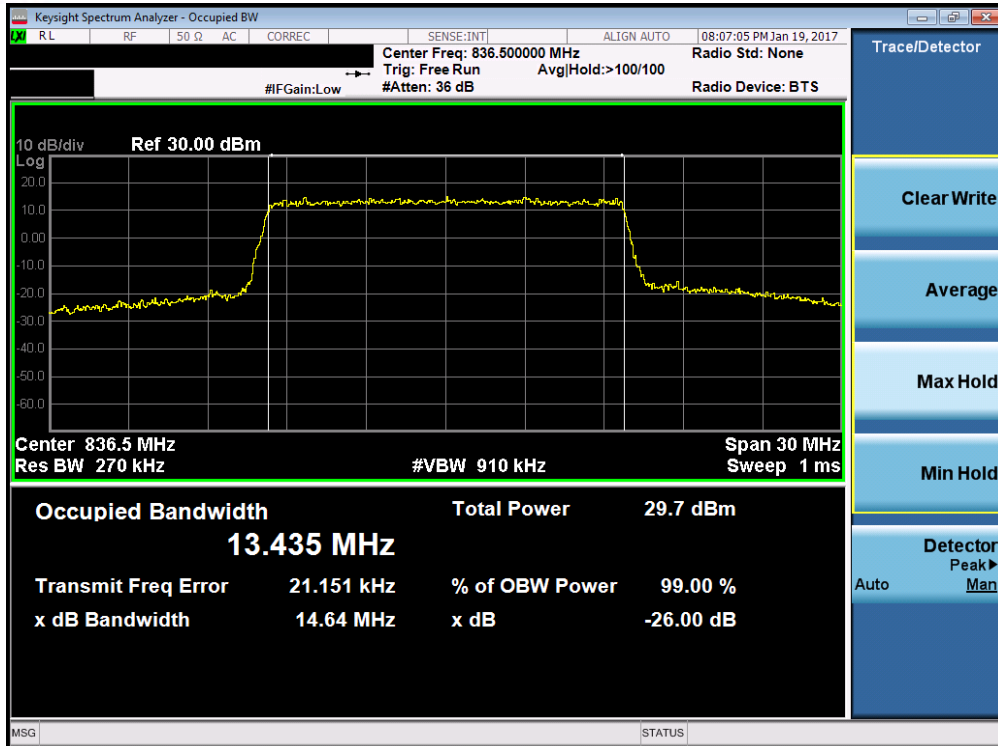 Keysight Spectrum Analyzer - Occupied BW
LXI RL RF 50 Ω AC CORREC SENSE:INT ALIGN AUTO 08:07:05 PM Jan 19, 2017
Center Freq: 836.500000 MHz Radio Std: None
Trig: Free Run Avg|Hold:>100/100
#IFGain:Low #Atten: 36 dB Radio Device: BTS
10 dB/div Ref 30.00 dBm
Log
20.0
10.0
0.00
-10.0
-20.0
-30.0
-40.0
-50.0
-60.0
Center 836.5 MHz Span 30 MHz
Res BW 270 kHz #VBW 910 kHz Sweep 1 ms
Occupied Bandwidth Total Power 29.7 dBm
13.435 MHz
Transmit Freq Error 21.151 kHz % of OBW Power 99.00 %
x dB Bandwidth 14.64 MHz x dB -26.00 dB
MSG STATUS
Trace/Detector
Clear Write
Average
Max Hold
Min Hold
Detector
Peak▶
Auto Man